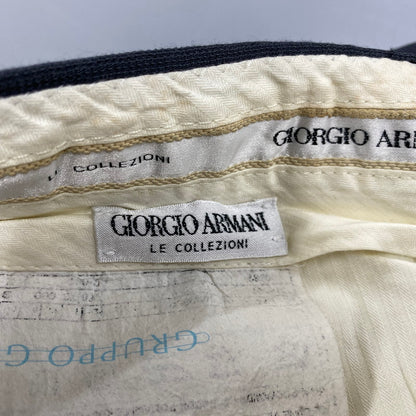 LE COLLEZIONI GIORGIO AR
GIORGIO ARMANI
LE COLLEZIONI
GRUPPO G